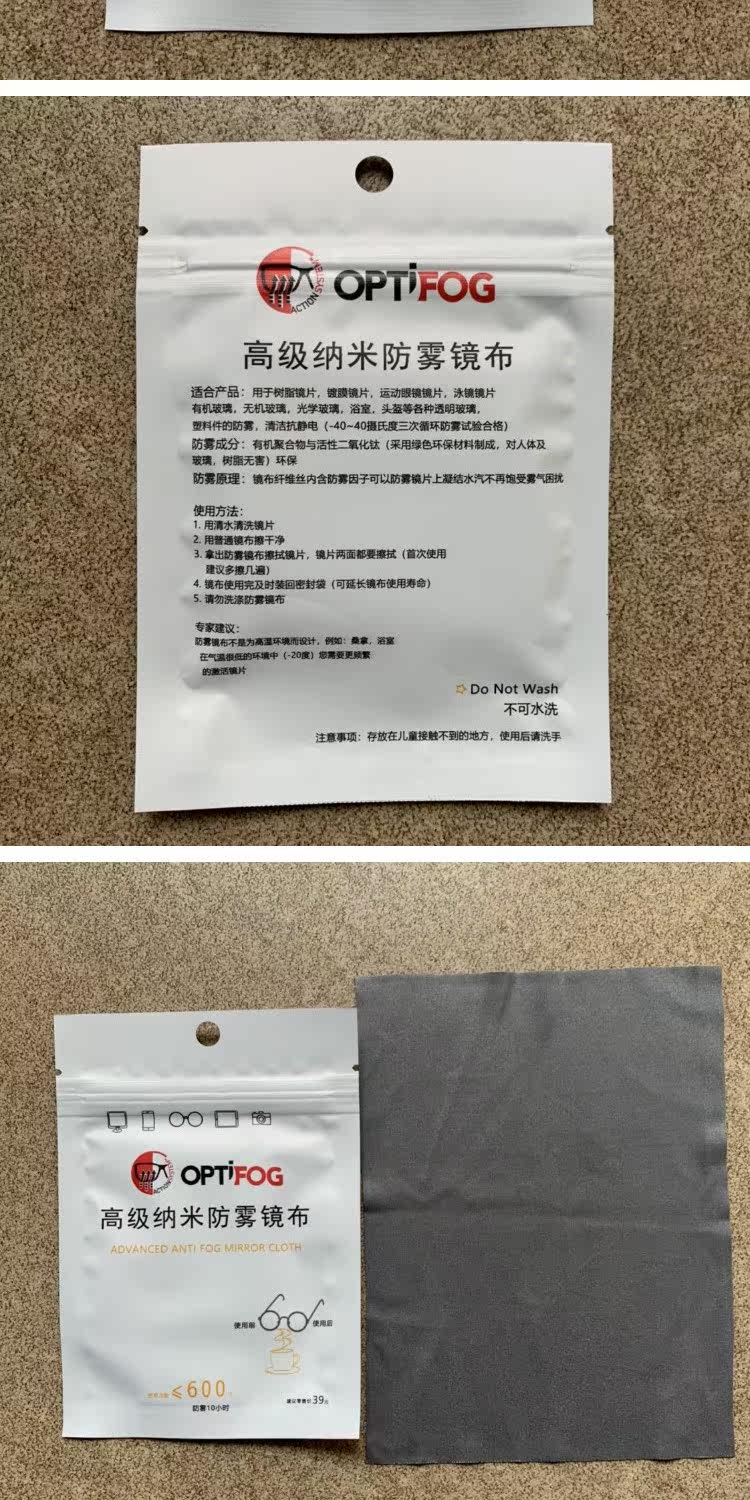 ACTION SYSTEM
OPTiFOG
高级纳米防雾镜布
适合产品：用于树脂镜片，镀膜镜片，运动眼镜镜片，泳镜镜片
有机玻璃，无机玻璃，光学玻璃，浴室，头盔等各种透明玻璃，
塑料件的防雾，清洁抗静电（-40~40摄氏度三次循环防雾试验合格）
防雾成分：有机聚合物与活性二氧化钛（采用绿色环保材料制成，对人体及
玻璃，树脂无害）环保
防雾原理：镜布纤维丝内含防雾因子可以防雾镜片上凝结水汽不再饱受雾气困扰
使用方法：
1. 用清水清洗镜片
2. 用普通镜布擦干净
3. 拿出防雾镜布擦拭镜片，镜片两面都要擦拭（首次使用
建议多擦几遍）
4. 镜布使用完及时装回密封袋（可延长镜布使用寿命）
5. 请勿洗涤防雾镜布
专家建议：
防雾镜布不是为高温环境而设计，例如：桑拿，浴室
在气温很低的环境中（-20度）您需要更频繁
的激活镜片
Do Not Wash
不可水洗
注意事项：存放在儿童接触不到的地方，使用后请洗手
ACTION SYSTEM
OPTiFOG
高级纳米防雾镜布
ADVANCED ANTI FOG MIRROR CLOTH
使用前 使用后
≤600
防雾10小时
建议零售价39元